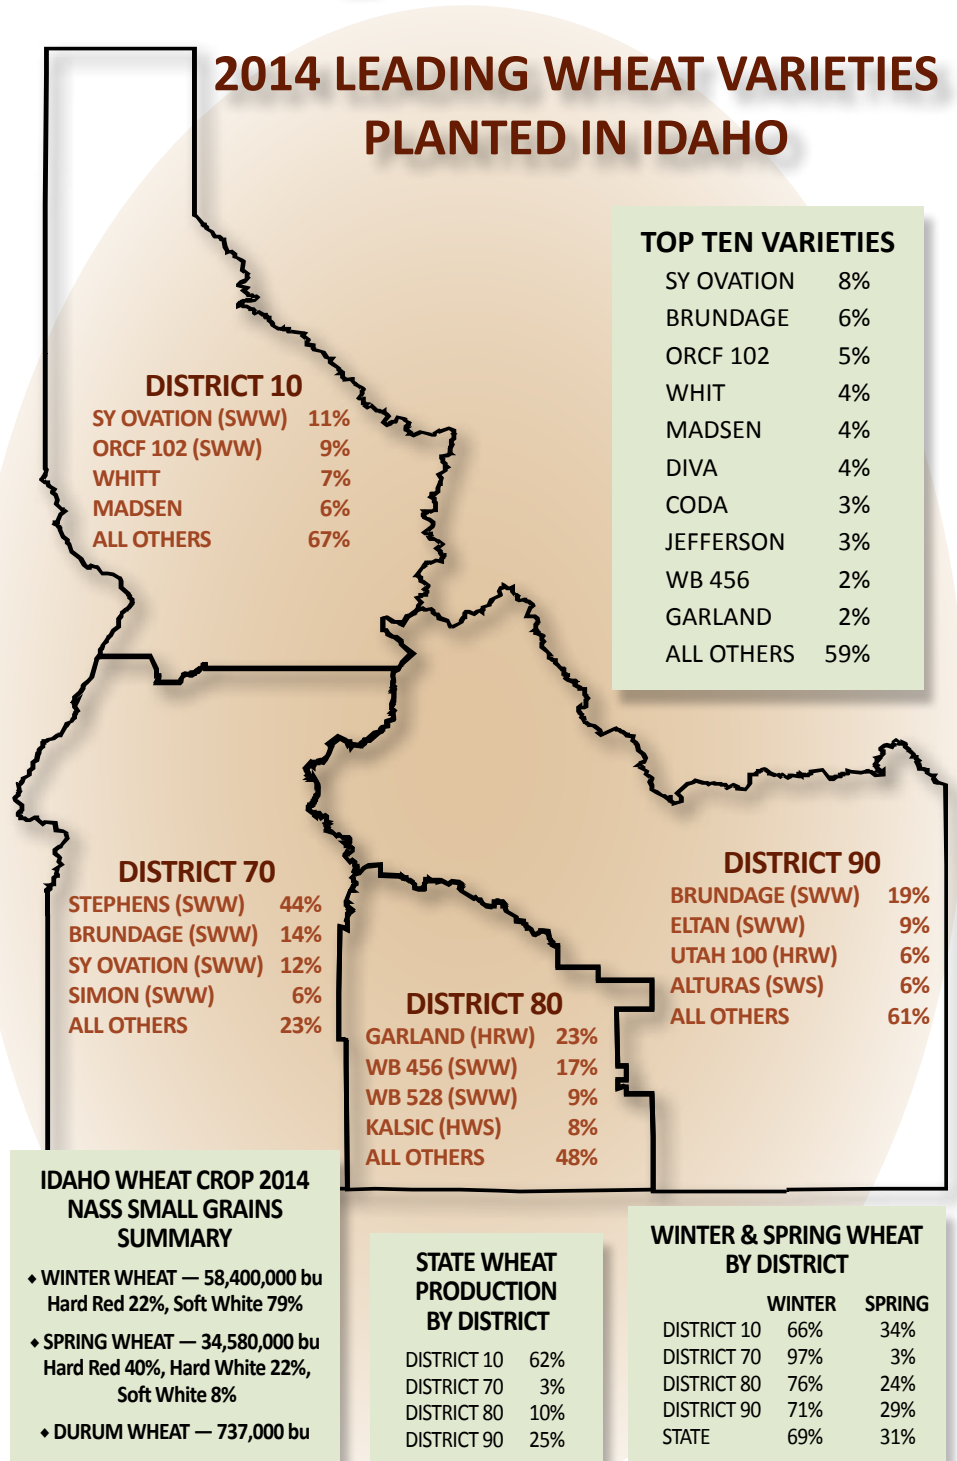 2014 LEADING WHEAT VARIETIES
PLANTED IN IDAHO
TOP TEN VARIETIES
SY OVATION 8%
BRUNDAGE 6%
ORCF 102 5%
WHIT 4%
MADSEN 4%
DIVA 4%
CODA 3%
JEFFERSON 3%
WB 456 2%
GARLAND 2%
ALL OTHERS 59%
DISTRICT 10
SY OVATION (SWW) 11%
ORCF 102 (SWW) 9%
WHITT 7%
MADSEN 6%
ALL OTHERS 67%
DISTRICT 70
STEPHENS (SWW) 44%
BRUNDAGE (SWW) 14%
SY OVATION (SWW) 12%
SIMON (SWW) 6%
ALL OTHERS 23%
DISTRICT 80
GARLAND (HRW) 23%
WB 456 (SWW) 17%
WB 528 (SWW) 9%
KALSIC (HWS) 8%
ALL OTHERS 48%
DISTRICT 90
BRUNDAGE (SWW) 19%
ELTAN (SWW) 9%
UTAH 100 (HRW) 6%
ALTURAS (SWS) 6%
ALL OTHERS 61%
IDAHO WHEAT CROP 2014
NASS SMALL GRAINS
SUMMARY
♦ WINTER WHEAT — 58,400,000 bu
Hard Red 22%, Soft White 79%
♦ SPRING WHEAT — 34,580,000 bu
Hard Red 40%, Hard White 22%,
Soft White 8%
♦ DURUM WHEAT — 737,000 bu
STATE WHEAT
PRODUCTION
BY DISTRICT
DISTRICT 10 62%
DISTRICT 70 3%
DISTRICT 80 10%
DISTRICT 90 25%
WINTER & SPRING WHEAT
BY DISTRICT
WINTER SPRING
DISTRICT 10 66% 34%
DISTRICT 70 97% 3%
DISTRICT 80 76% 24%
DISTRICT 90 71% 29%
STATE 69% 31%